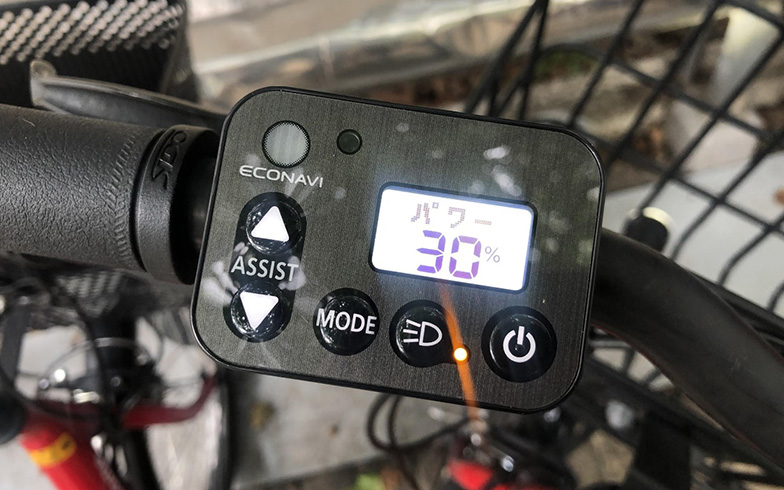 ECONAVI
パワー
30%
ASSIST
MODE